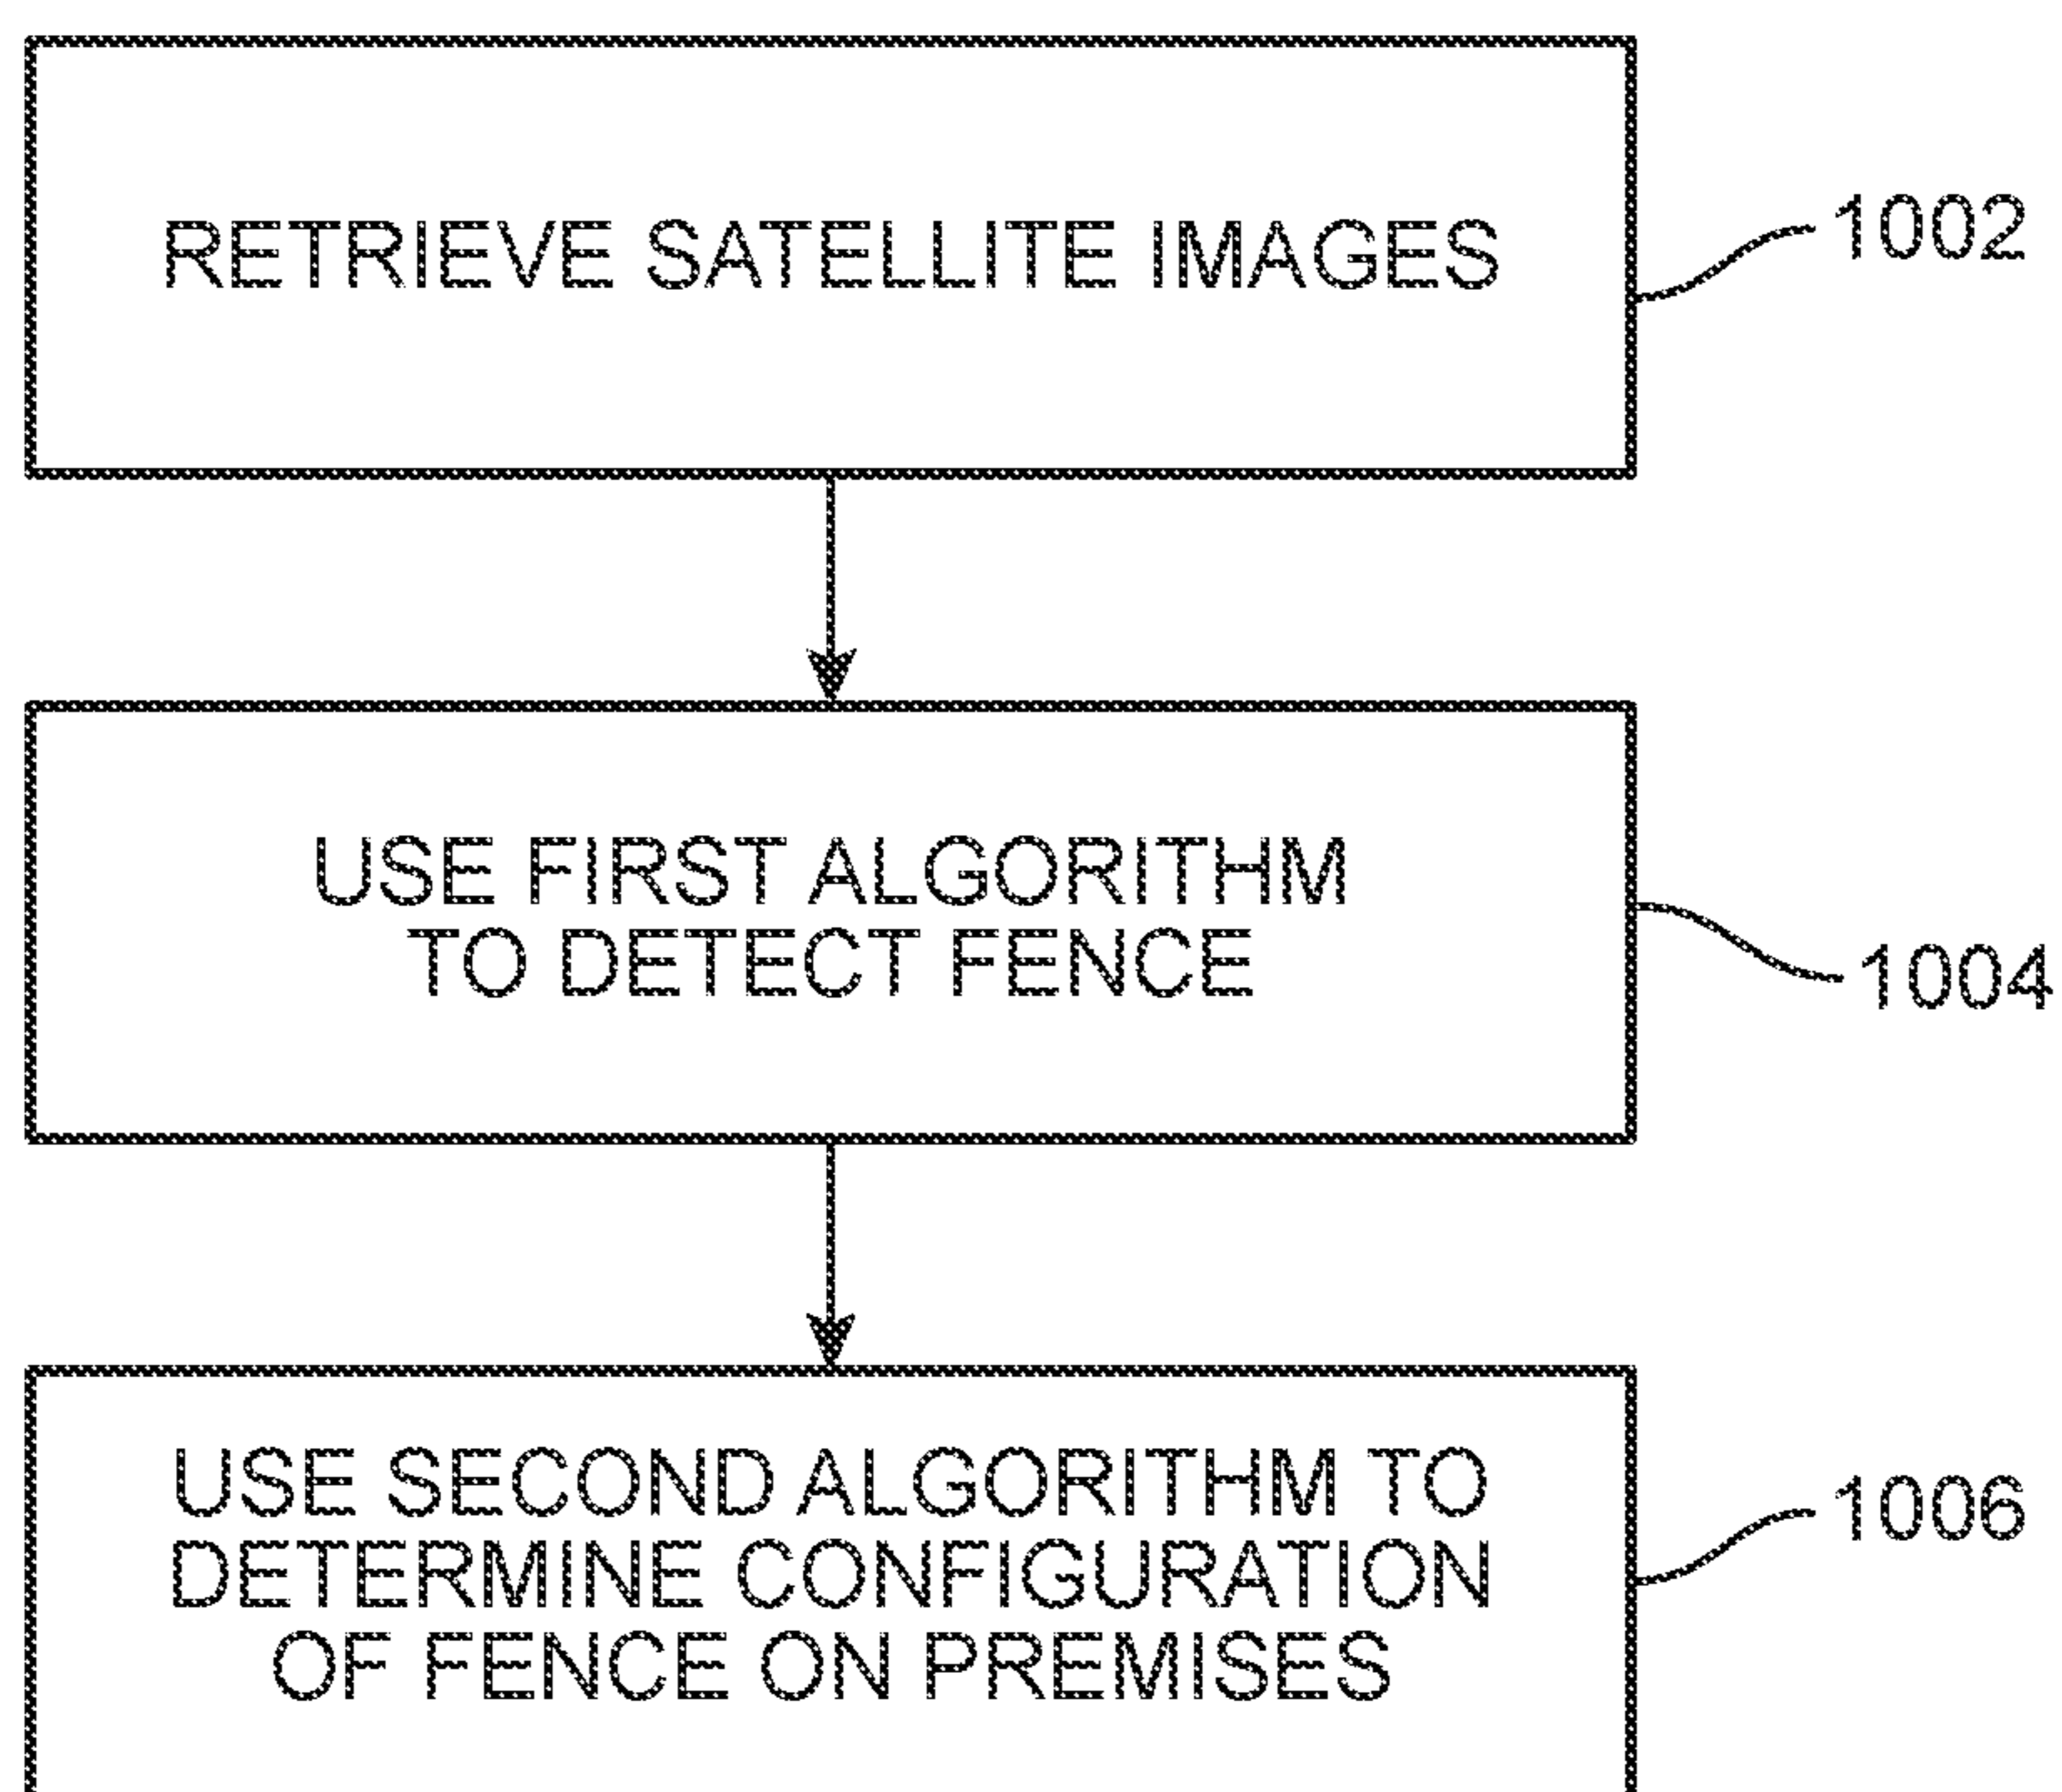 RETRIEVE SATELLITE IMAGES
1002
USE FIRST ALGORITHM
TO DETECT FENCE
1004
USE SECOND ALGORITHM TO
DETERMINE CONFIGURATION
OF FENCE ON PREMISES
1006